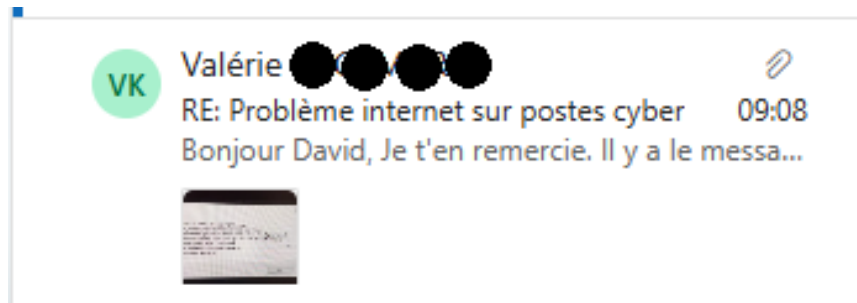 VK
Valérie
RE: Problème internet sur postes cyber 09:08
Bonjour David, Je t'en remercie. Il y a le messa...